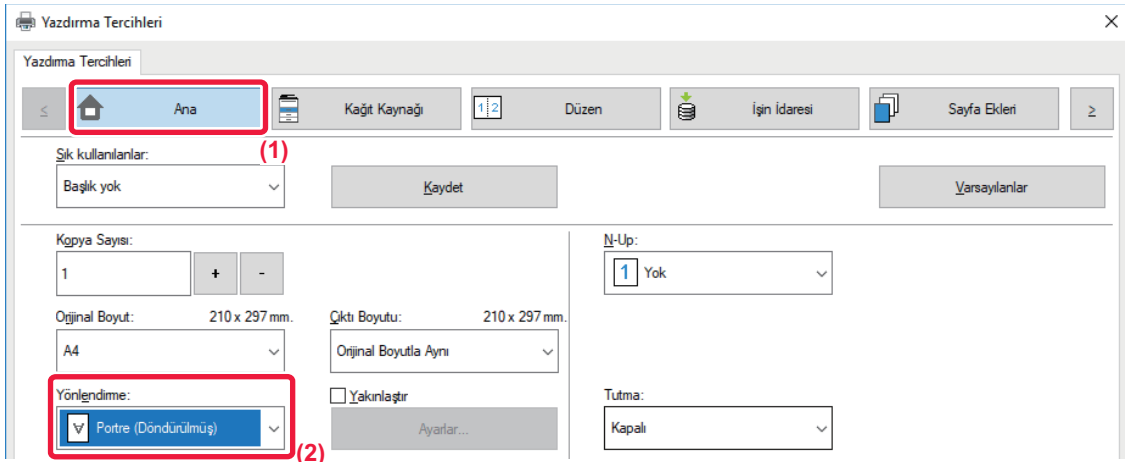 Yazdırma Tercihleri
Yazdırma Tercihleri
< Ana Kağıt Kaynağı 1 2 Düzen İşin İdaresi Sayfa Ekleri >
(1)
Sık kullanılanlar:
Başlık yok Kaydet Varsayılanlar
Kopya Sayısı: N-Up:
1 + - 1 Yok
Orijinal Boyut: 210 x 297 mm. Çıktı Boyutu: 210 x 297 mm.
A4 Orijinal Boyutla Aynı
Yönlendirme: Yakınlaştır Tutma:
Portre (Döndürülmüş) Ayarlar... Kapalı
(2)